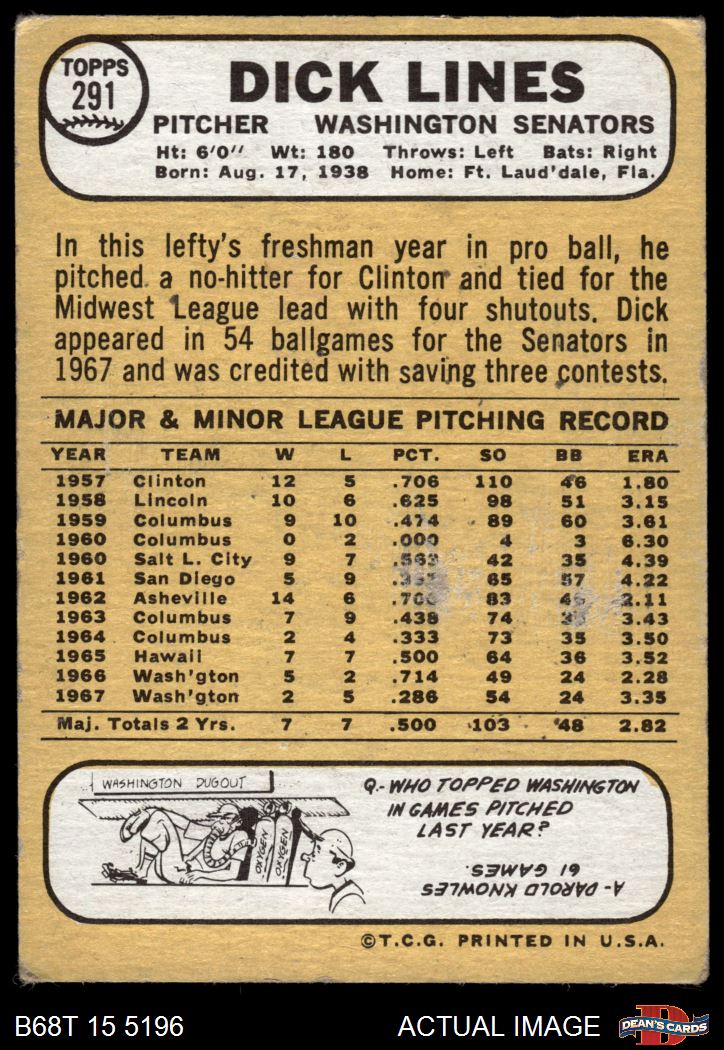 TOPPS
291
DICK LINES
PITCHER WASHINGTON SENATORS
Ht: 6'0" Wt: 180 Throws: Left Bats: Right
Born: Aug. 17, 1938 Home: Ft. Laud'dale, Fla.
In this lefty's freshman year in pro ball, he
pitched a no-hitter for Clinton and tied for the
Midwest League lead with four shutouts. Dick
appeared in 54 ballgames for the Senators in
1967 and was credited with saving three contests.
MAJOR & MINOR LEAGUE PITCHING RECORD
YEAR TEAM W L PCT. SO BB ERA
1957 Clinton 12 5 .706 110 46 1.80
1958 Lincoln 10 6 .625 98 51 3.15
1959 Columbus 9 10 .474 89 60 3.61
1960 Columbus 0 2 .000 4 3 6.30
1960 Salt L. City 9 7 .563 42 35 4.39
1961 San Diego 5 9 65 57 4.22
1962 Asheville 14 6 .700 83 2.11
1963 Columbus 7 9 .438 74 3.43
1964 Columbus 2 4 .333 73 35 3.50
1965 Hawaii 7 7 .500 64 36 3.52
1966 Wash'gton 5 2 .714 49 24 2.28
1967 Wash'gton 2 5 .286 54 24 3.35
Maj. Totals 2 Yrs. 7 7 .500 103 48 2.82
WASHINGTON DUGOUT
OXYGEN
OXYGEN
Q.- WHO TOPPED WASHINGTON
IN GAMES PITCHED
LAST YEAR?
A- DAROLD KNOWLES
61 GAMES.
©T.C.G. PRINTED IN U.S.A.
B68T 15 5196
ACTUAL IMAGE
D
DEAN'S CARDS